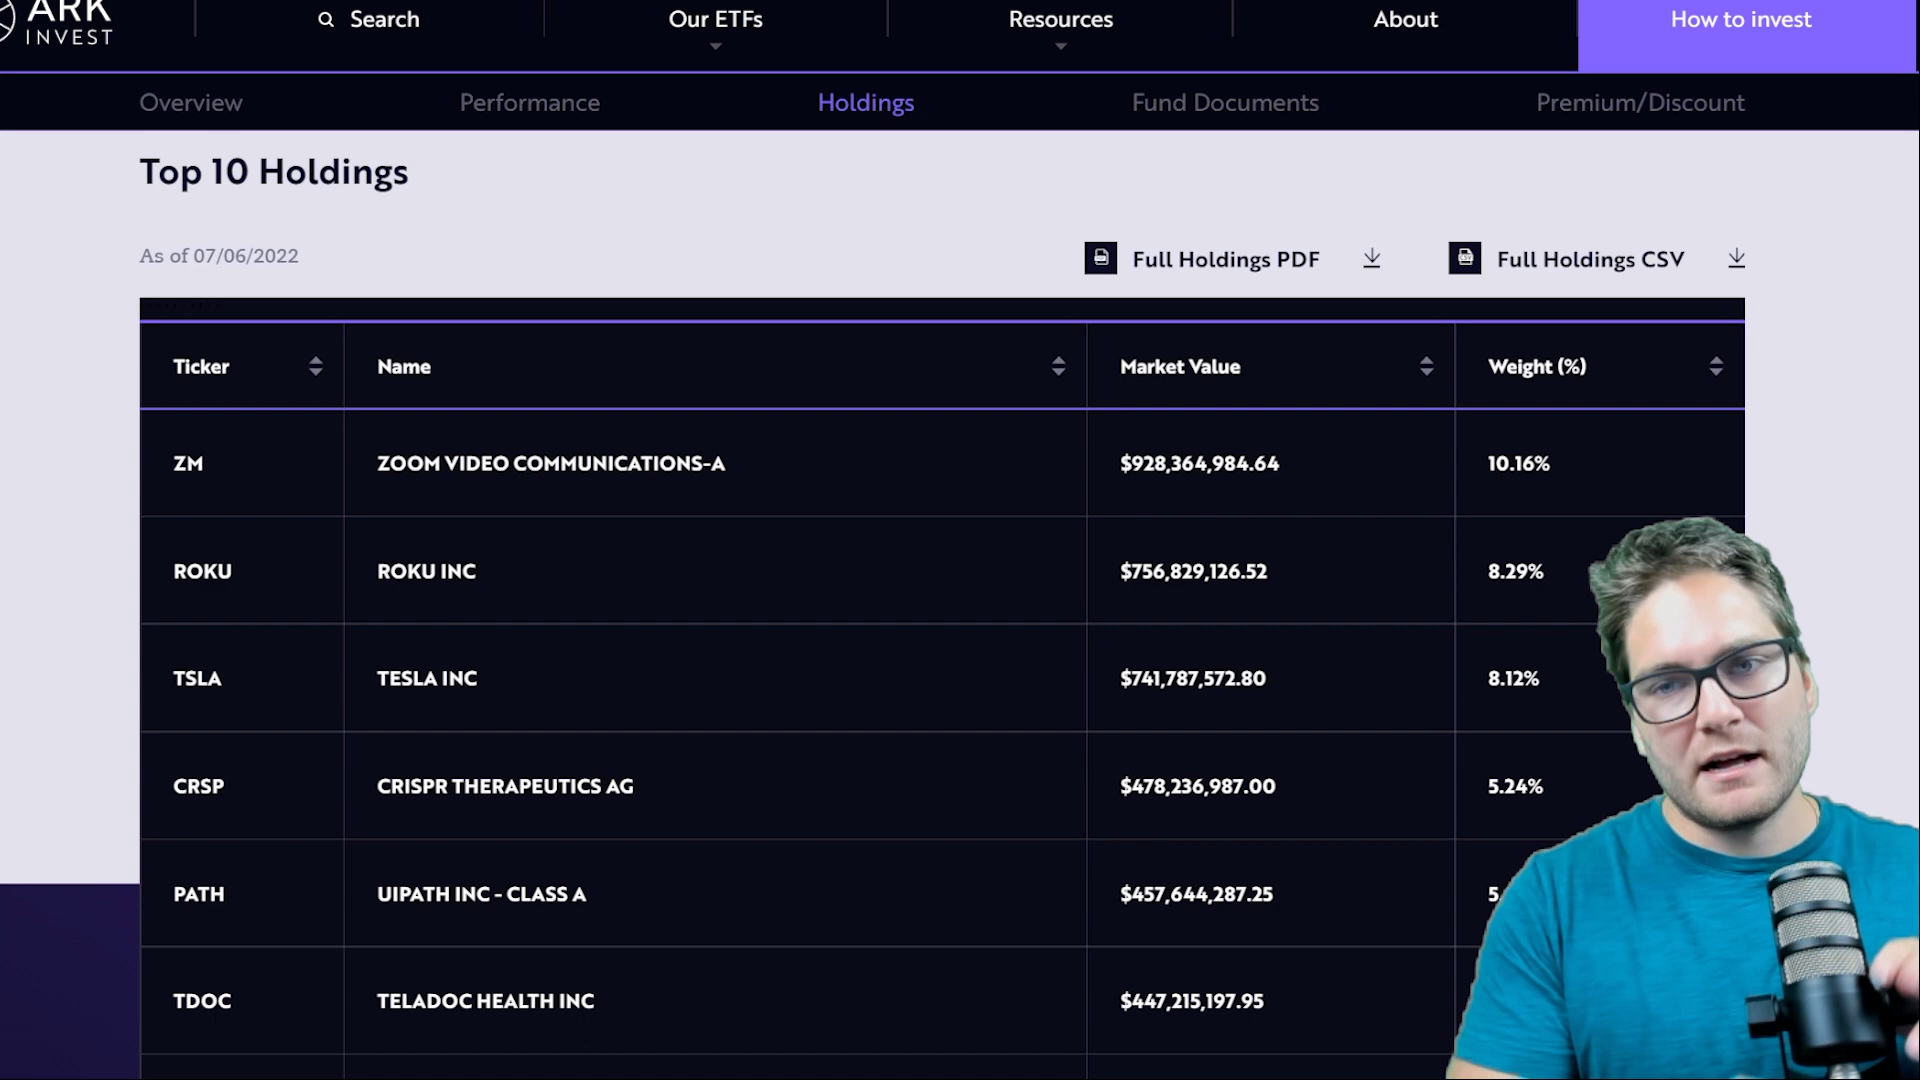 ARK
INVEST
Search
Our ETFs
Resources
About
How to invest
Overview
Performance
Holdings
Fund Documents
Premium/Discount
Top 10 Holdings
As of 07/06/2022
Full Holdings PDF
Full Holdings CSV
Ticker Name Market Value Weight (%)
ZM ZOOM VIDEO COMMUNICATIONS-A $928,364,984.64 10.16%
ROKU ROKU INC $756,829,126.52 8.29%
TSLA TESLA INC $741,787,572.80 8.12%
CRSP CRISPR THERAPEUTICS AG $478,236,987.00 5.24%
PATH UIPATH INC - CLASS A $457,644,287.25
TDOC TELADOC HEALTH INC $447,215,197.95